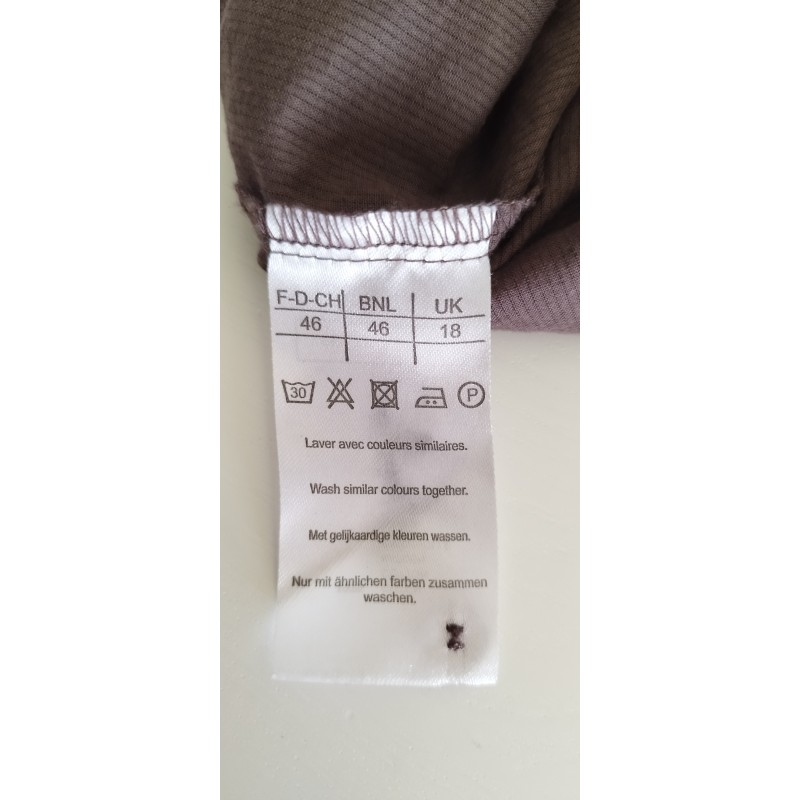 F-D-CH BNL UK
46 46 18
30 P
Laver avec couleurs similaires.
Wash similar colours together.
Met gelijkaardige kleuren wassen.
Nur mit ähnlichen farben zusammen
waschen.